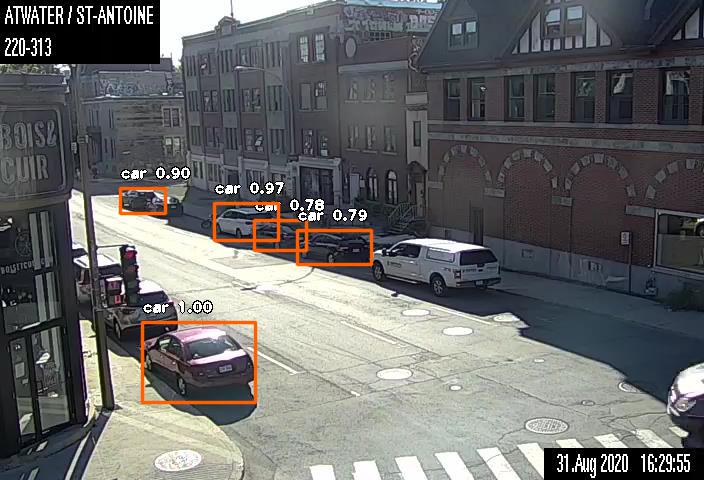 ATWATER / ST-ANTOINE
220-313
BOIS&
CUIR
car 0.90
car 0.97
car 0.78
car 0.79
car 1.00
31.Aug 2020 16:29:55